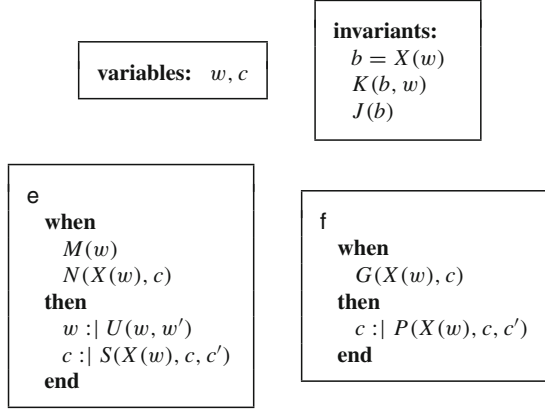 variables: w, c
invariants:
b = X(w)
K(b, w)
J(b)
e
when
M(w)
N(X(w), c)
then
w :| U(w, w′)
c :| S(X(w), c, c′)
end
f
when
G(X(w), c)
then
c :| P(X(w), c, c′)
end